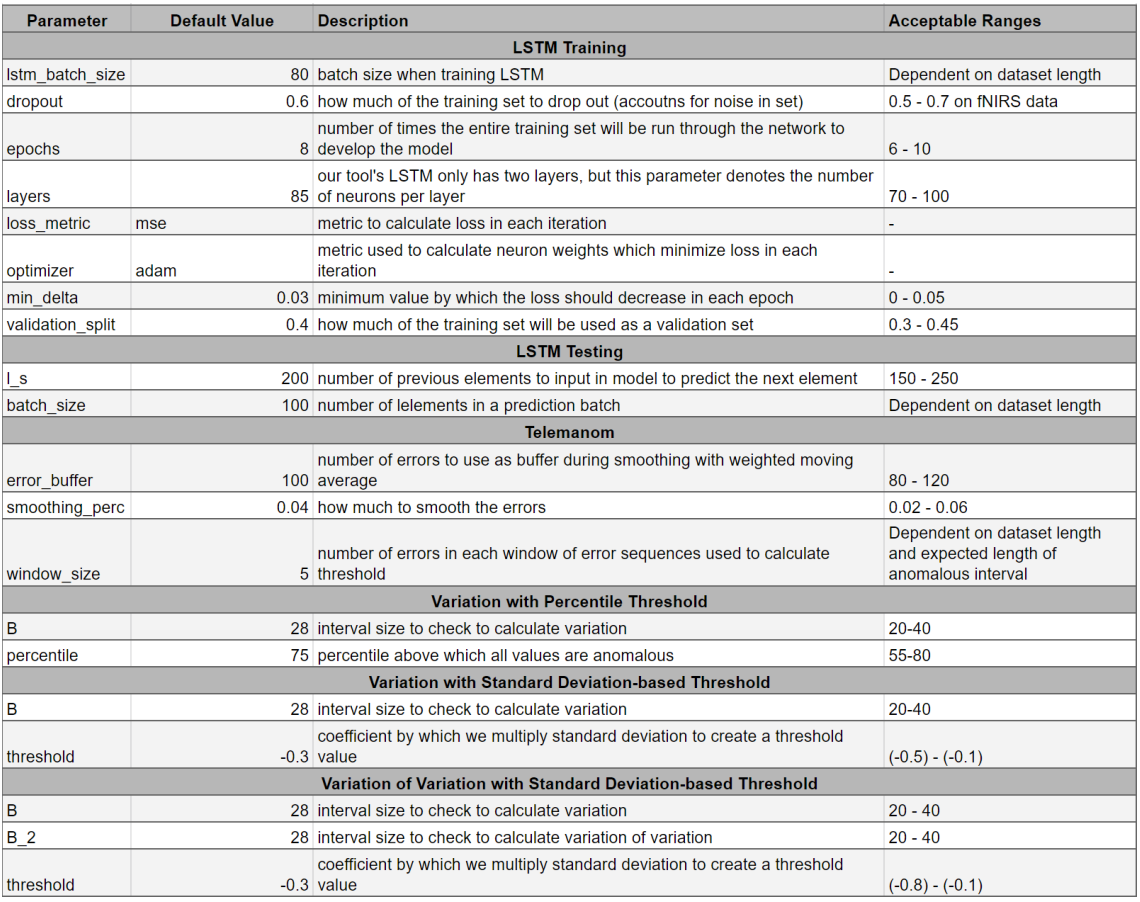 Parameter Default Value Description Acceptable Ranges
LSTM Training
lstm_batch_size 80 batch size when training LSTM Dependent on dataset length
dropout 0.6 how much of the training set to drop out (accoutns for noise in set) 0.5 - 0.7 on fNIRS data
number of times the entire training set will be run through the network to
epochs 8 develop the model 6 - 10
our tool's LSTM only has two layers, but this parameter denotes the number
layers 85 of neurons per layer 70 - 100
loss_metric mse metric to calculate loss in each iteration -
metric used to calculate neuron weights which minimize loss in each
optimizer adam iteration -
min_delta 0.03 minimum value by which the loss should decrease in each epoch 0 - 0.05
validation_split 0.4 how much of the training set will be used as a validation set 0.3 - 0.45
LSTM Testing
l_s 200 number of previous elements to input in model to predict the next element 150 - 250
batch_size 100 number of lelements in a prediction batch Dependent on dataset length
Telemanom
number of errors to use as buffer during smoothing with weighted moving
error_buffer 100 average 80 - 120
smoothing_perc 0.04 how much to smooth the errors 0.02 - 0.06
Dependent on dataset length
number of errors in each window of error sequences used to calculate and expected length of
window_size 5 threshold anomalous interval
Variation with Percentile Threshold
B 28 interval size to check to calculate variation 20-40
percentile 75 percentile above which all values are anomalous 55-80
Variation with Standard Deviation-based Threshold
B 28 interval size to check to calculate variation 20-40
coefficient by which we multiply standard deviation to create a threshold
threshold -0.3 value (-0.5) - (-0.1)
Variation of Variation with Standard Deviation-based Threshold
B 28 interval size to check to calculate variation 20 - 40
B_2 28 interval size to check to calculate variation of variation 20 - 40
coefficient by which we multiply standard deviation to create a threshold
threshold -0.3 value (-0.8) - (-0.1)